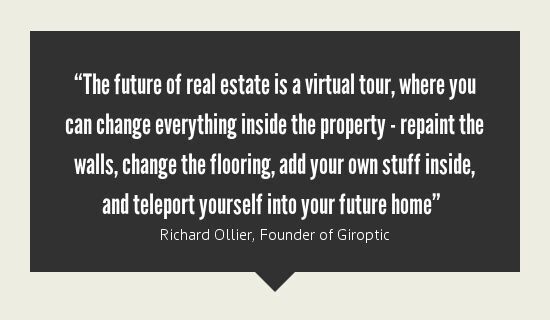 “The future of real estate is a virtual tour, where you
can change everything inside the property - repaint the
walls, change the flooring, add your own stuff inside,
and teleport yourself into your future home”
Richard Ollier, Founder of Giroptic